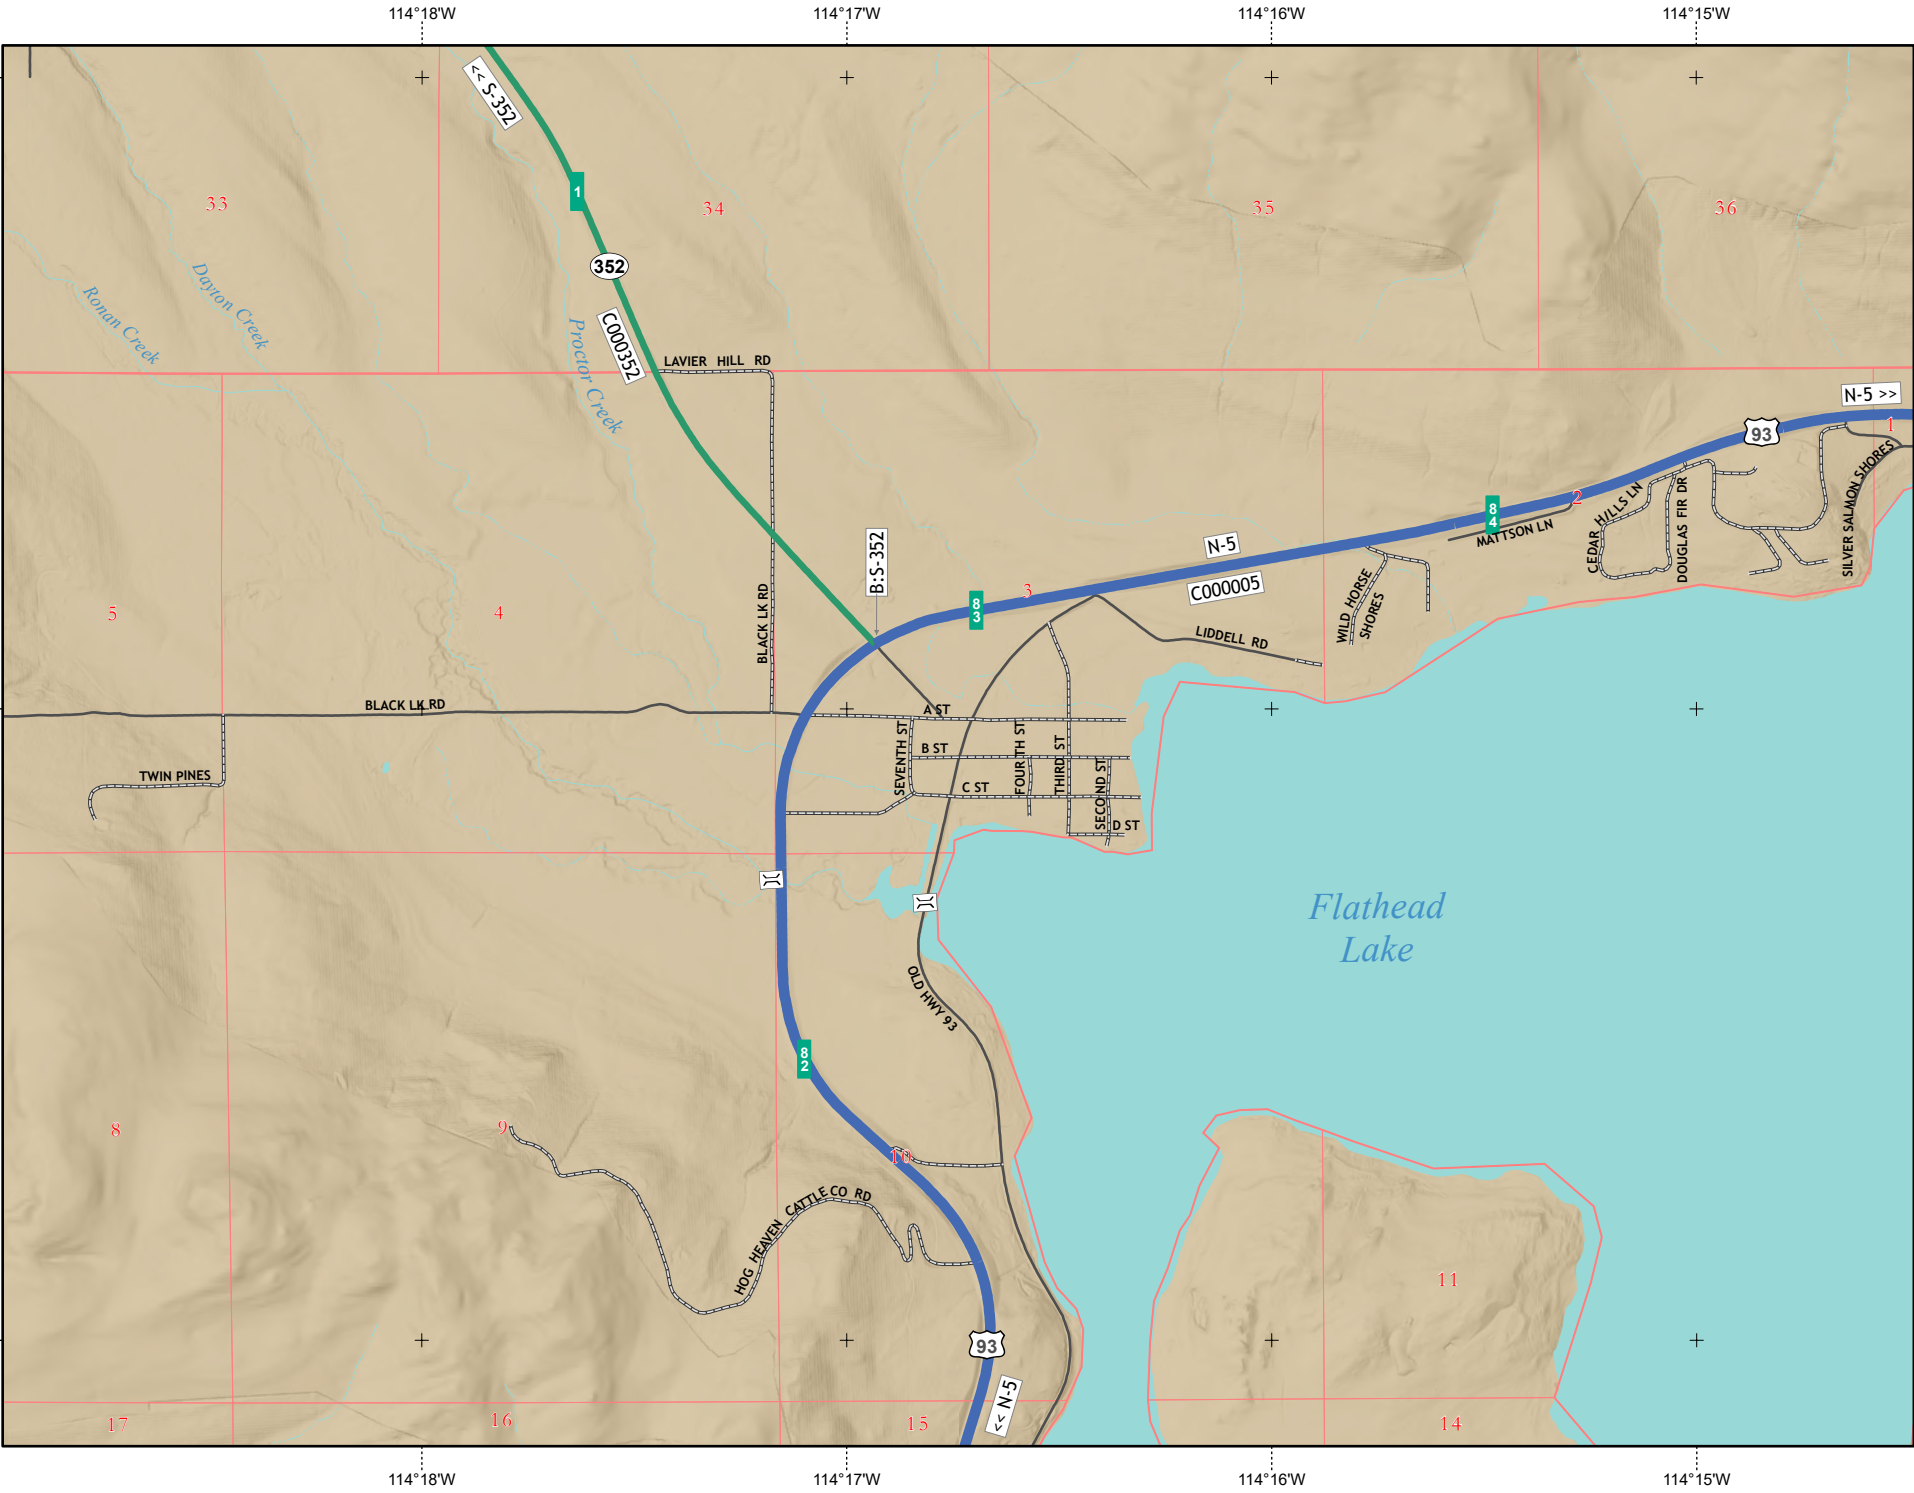 114°18'W
114°17'W
114°16'W
114°15'W
<< S-352
1
33
34
35
36
352
Dayton Creek
Ronan Creek
C000352
Proctor Creek
LAVIER HILL RD
N-5 >>
93
1
2
8
4
MATTSON LN
CEDAR HILLS LN
DOUGLAS FIR DR
SILVER SALMON SHORES
B:S-352
N-5
C000005
3
8
3
WILD HORSE
SHORES
LIDDELL RD
5
4
BLACK LK RD
BLACK LK RD
A ST
B ST
C ST
D ST
SEVENTH ST
FOURTH ST
THIRD ST
SECOND ST
TWIN PINES
Flathead
Lake
OLD HWY 93
8
2
8
9
10
HOG HEAVEN CATTLE CO RD
11
93
<< N-5
17
16
15
14
114°18'W
114°17'W
114°16'W
114°15'W